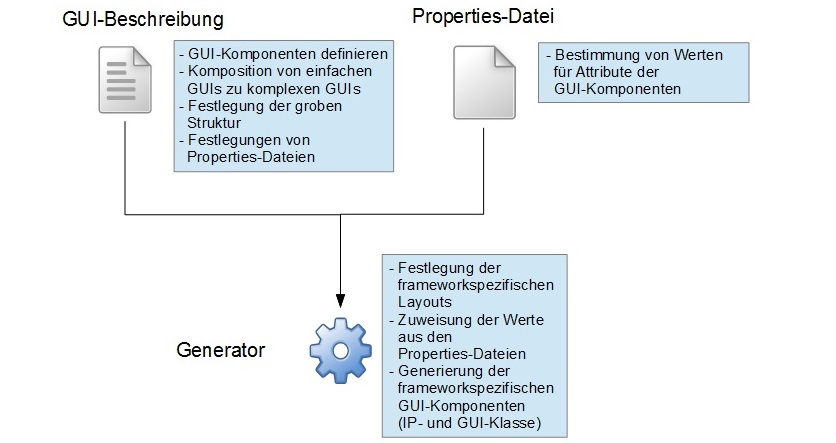 GUI-Beschreibung
- GUI-Komponenten definieren
- Komposition von einfachen
GUIs zu komplexen GUIs
- Festlegung der groben
Struktur
- Festlegungen von
Properties-Dateien
Properties-Datei
- Bestimmung von Werten
für Attribute der
GUI-Komponenten
Generator
- Festlegung der
frameworkspezifischen
Layouts
- Zuweisung der Werte
aus den
Properties-Dateien
- Generierung der
frameworkspezifischen
GUI-Komponenten
(IP- und GUI-Klasse)